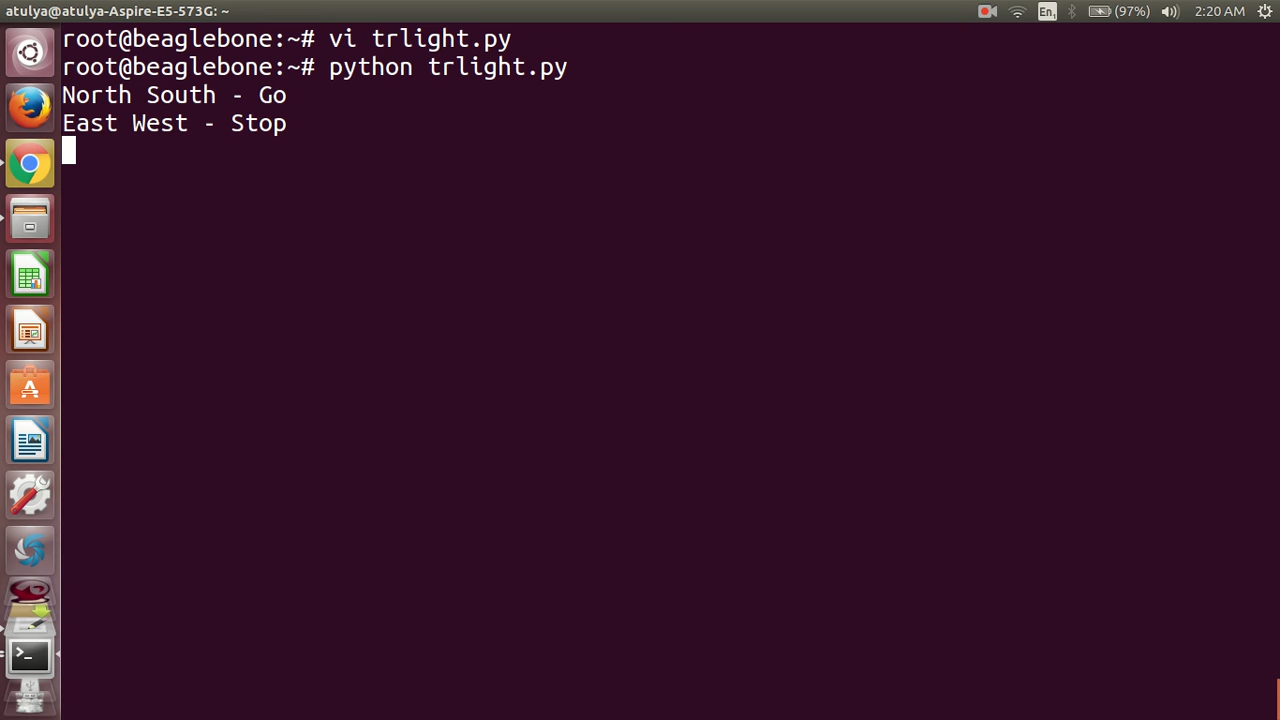 atulya@atulya-Aspire-E5-573G: ~
En1 (97%) 2:20 AM
root@beaglebone:~# vi trlight.py
root@beaglebone:~# python trlight.py
North South - Go
East West - Stop
>_